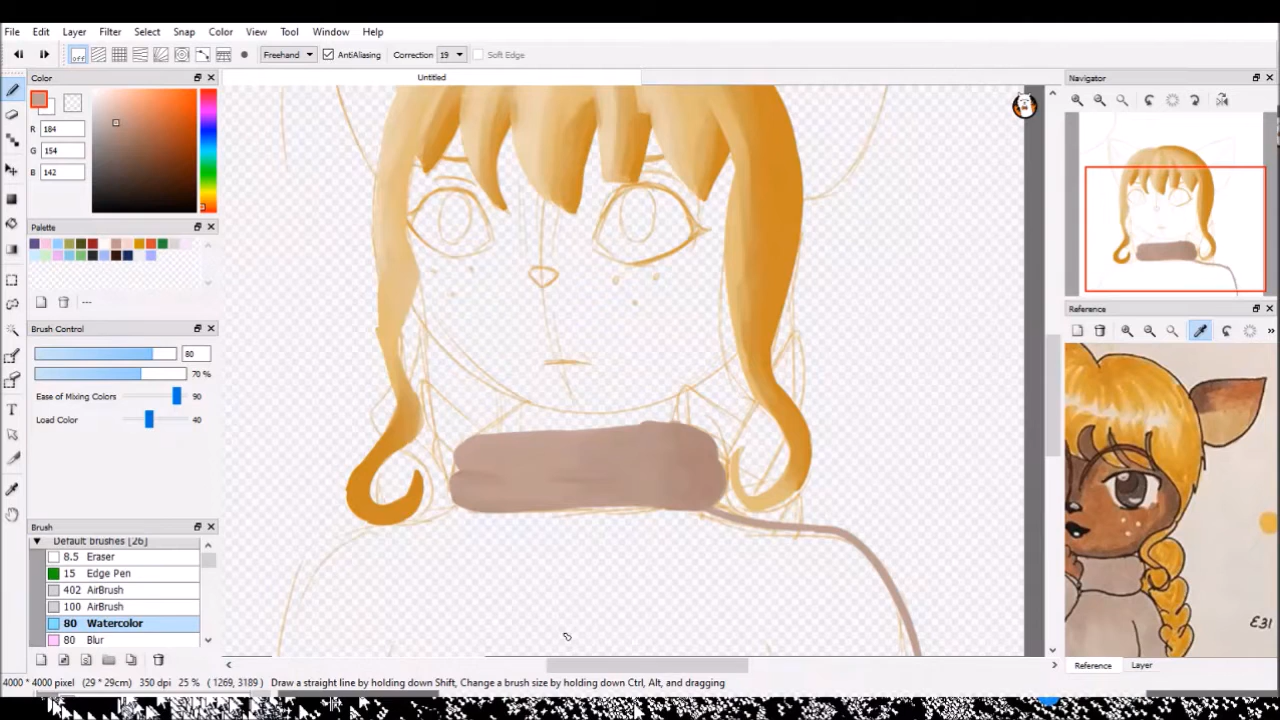 File Edit Layer Filter Select Snap Color View Tool Window Help
off Freehand AntiAliasing Correction 19 Soft Edge
Color
Untitled
Navigator
R 184
G 154
B 142
Palette
---
Brush Control
80
70 %
Ease of Mixing Colors 90
Load Color 40
Brush
Default brushes [26]
8.5 Eraser
15 Edge Pen
402 AirBrush
100 AirBrush
80 Watercolor
80 Blur
Reference
»
E31
Reference Layer
4000 * 4000 pixel (29 * 29cm) 350 dpi 25 % ( 1269, 3189 ) Draw a straight line by holding down Shift, Change a brush size by holding down Ctrl, Alt, and dragging